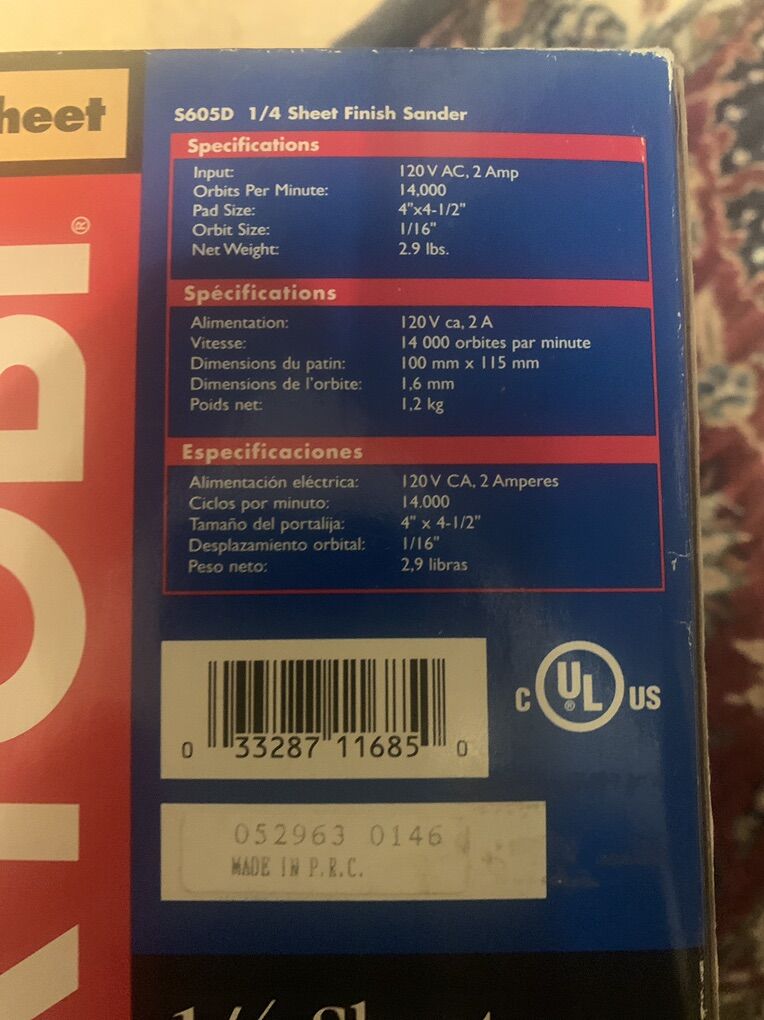 heet
S605D 1/4 Sheet Finish Sander
Specifications
Input: 120 V AC, 2 Amp
Orbits Per Minute: 14,000
Pad Size: 4"x4-1/2"
Orbit Size: 1/16"
Net Weight: 2.9 lbs.
Spécifications
Alimentation: 120 V ca, 2 A
Vitesse: 14 000 orbites par minute
Dimensions du patin: 100 mm x 115 mm
Dimensions de l'orbite: 1,6 mm
Poids net: 1,2 kg
Especificaciones
Alimentación eléctrica: 120 V CA, 2 Amperes
Ciclos por minuto: 14.000
Tamaño del portalija: 4" x 4-1/2"
Desplazamiento orbital: 1/16"
Peso neto: 2,9 libras
YOBI®
C UL® US
0 33287 11685 0
052963 0146
MADE IN P.R.C.